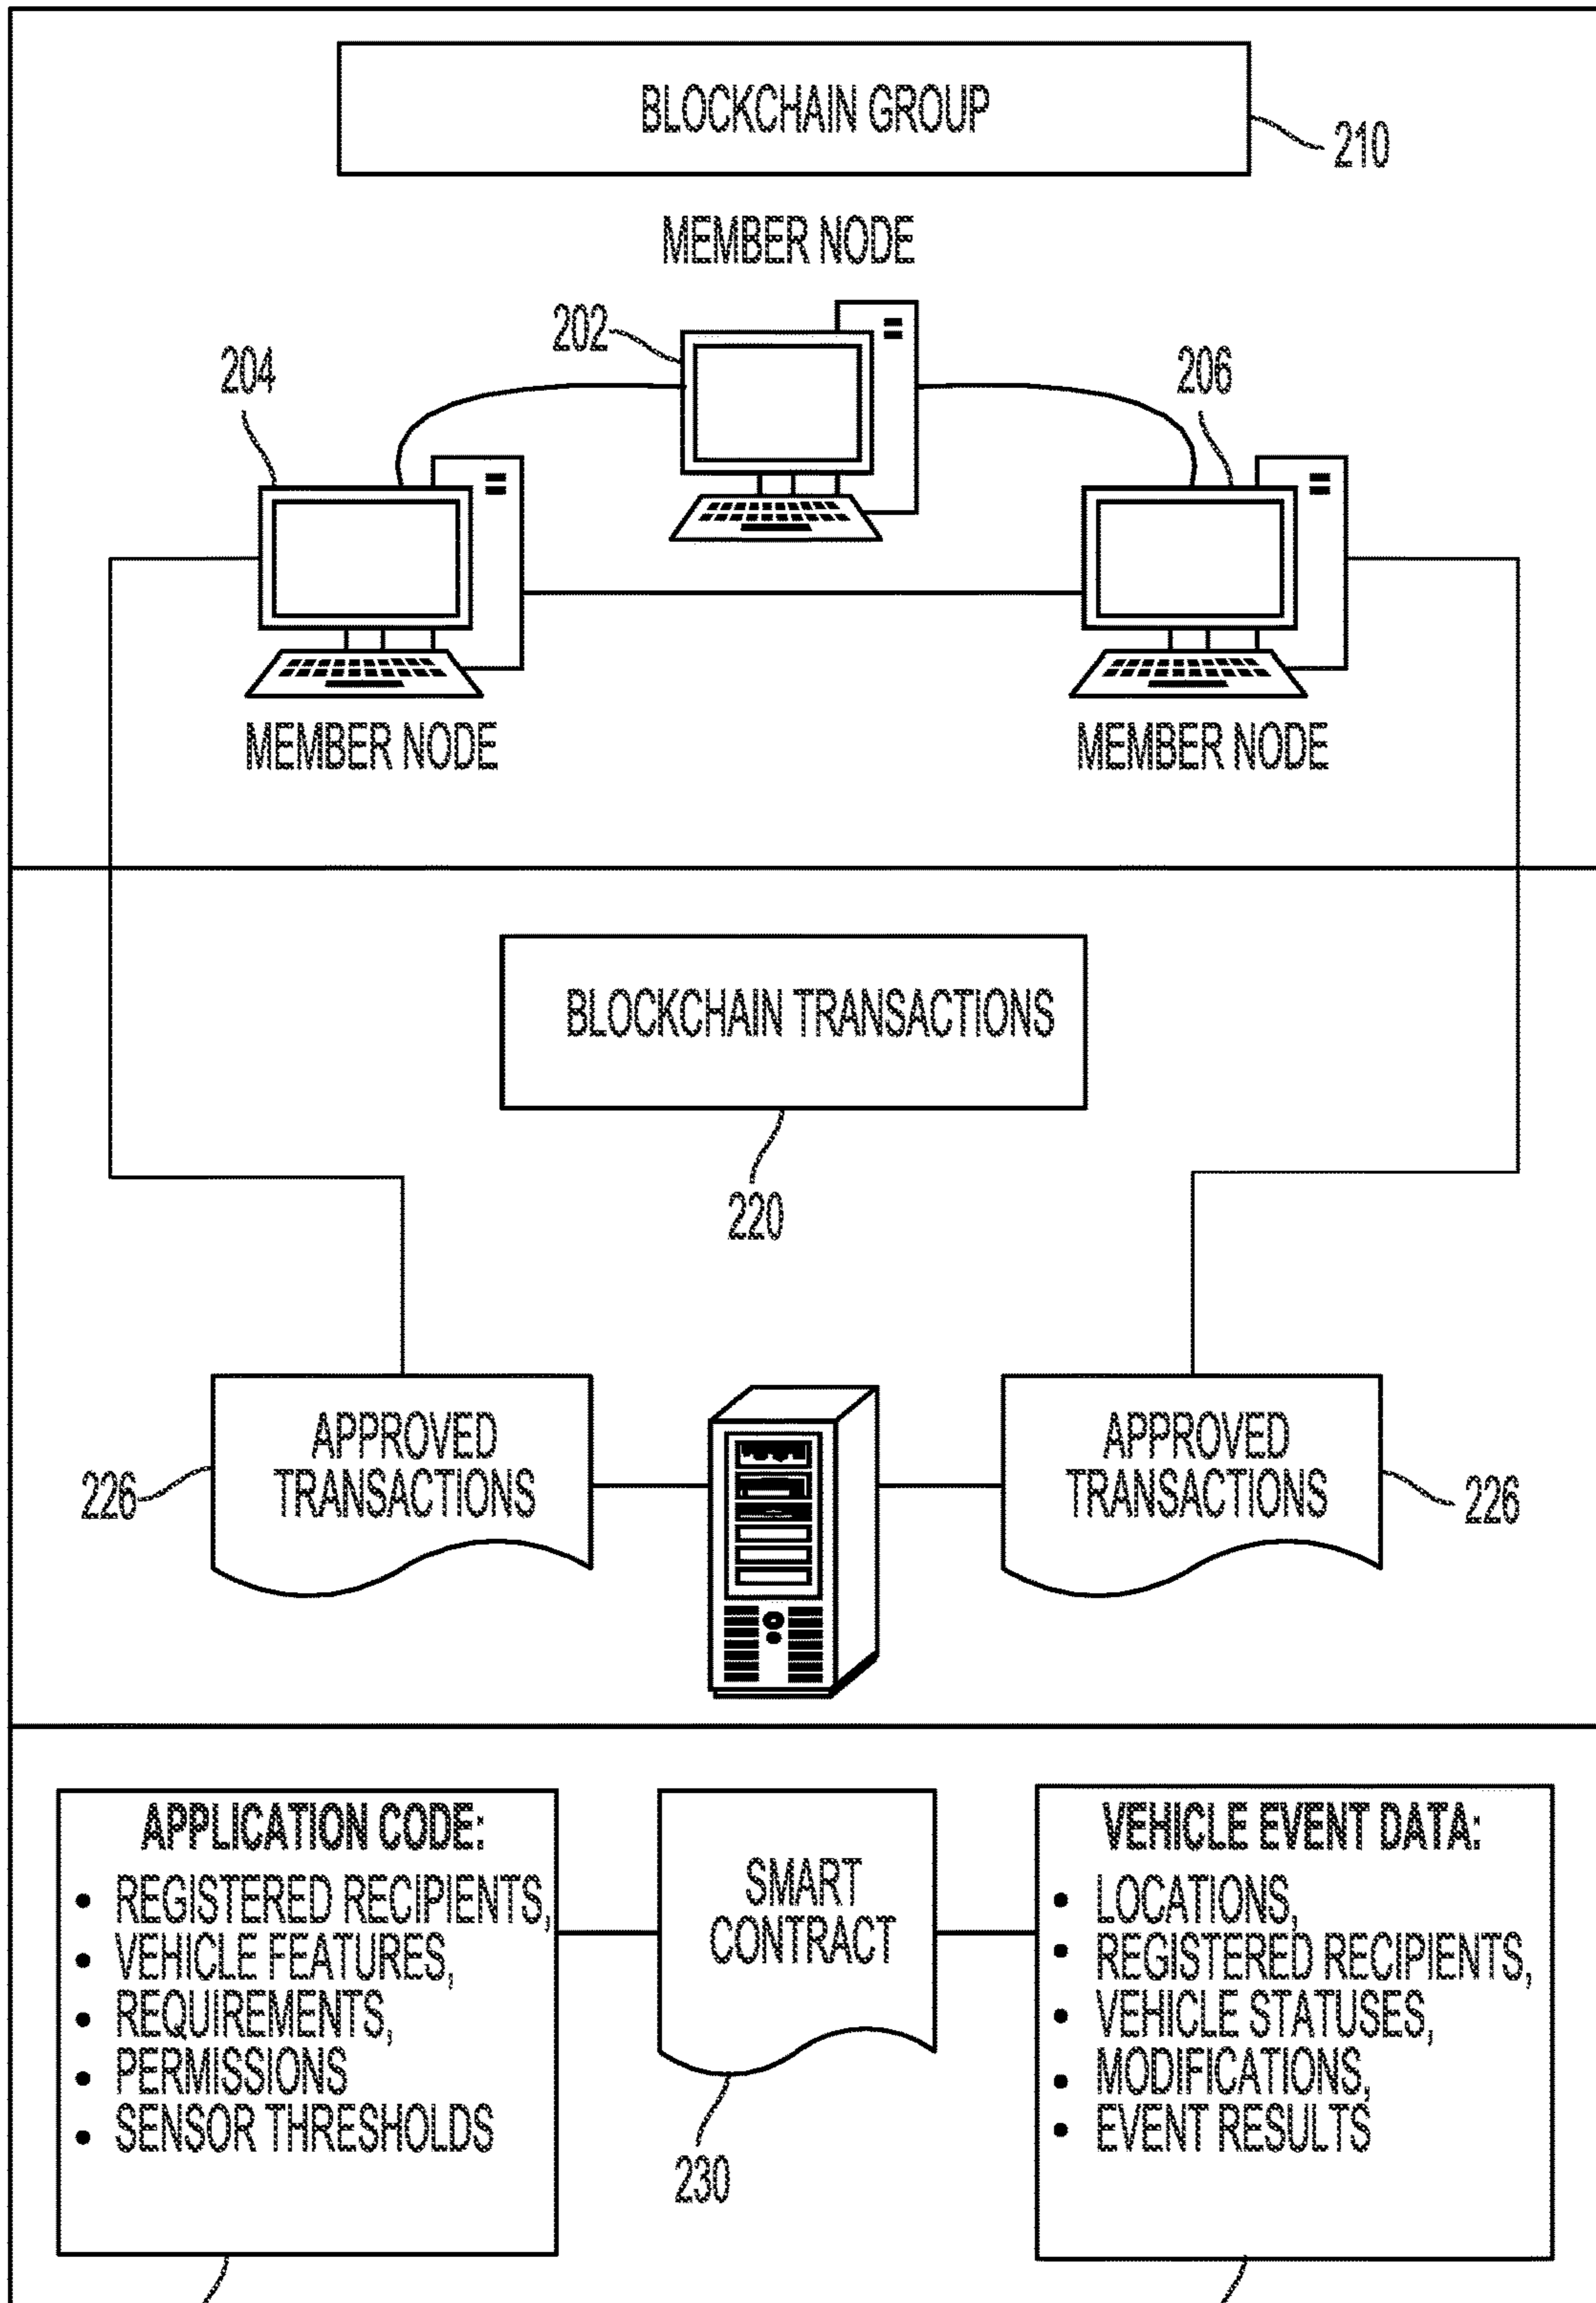 BLOCKCHAIN GROUP
210
MEMBER NODE
202
204
206
MEMBER NODE
MEMBER NODE
BLOCKCHAIN TRANSACTIONS
220
APPROVED
TRANSACTIONS
226
APPROVED
TRANSACTIONS
226
APPLICATION CODE:
• REGISTERED RECIPIENTS,
• VEHICLE FEATURES,
• REQUIREMENTS,
• PERMISSIONS
• SENSOR THRESHOLDS
SMART
CONTRACT
230
VEHICLE EVENT DATA:
• LOCATIONS,
• REGISTERED RECIPIENTS,
• VEHICLE STATUSES,
• MODIFICATIONS,
• EVENT RESULTS